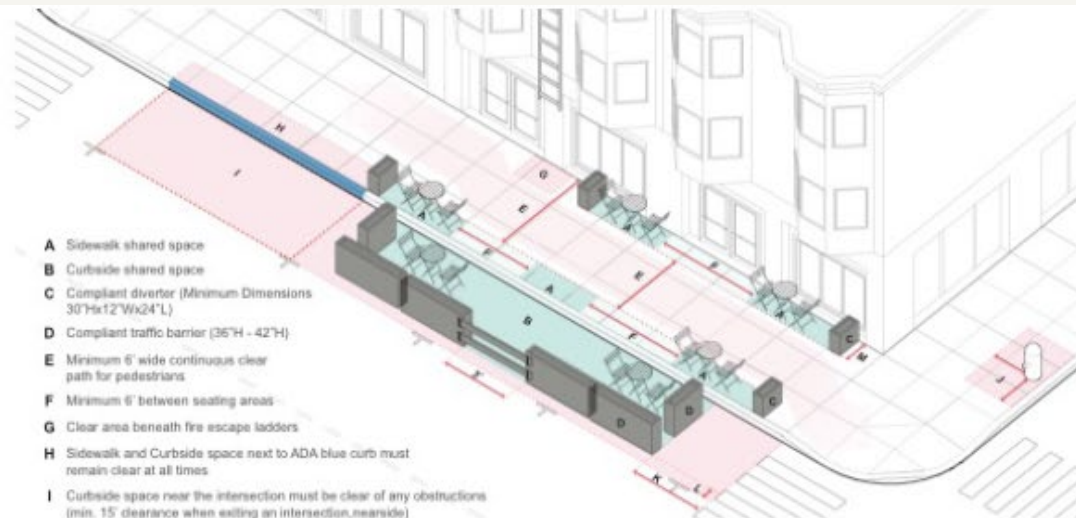 H
I
G
E
A
A
F
F
E
A
B
F
A
A
C
M
J
C
D
D
K
L
A Sidewalk shared space
B Curbside shared space
C Compliant diverter (Minimum Dimensions
30"Hx12"Wx24"L)
D Compliant traffic barrier (36"H - 42"H)
E Minimum 6' wide continuous clear
path for pedestrians
F Minimum 6' between seating areas
G Clear area beneath fire escape ladders
H Sidewalk and Curbside space next to ADA blue curb must
remain clear at all times
I Curbside space near the intersection must be clear of any obstructions
(min. 15' clearance when exiting an intersection,nearside)